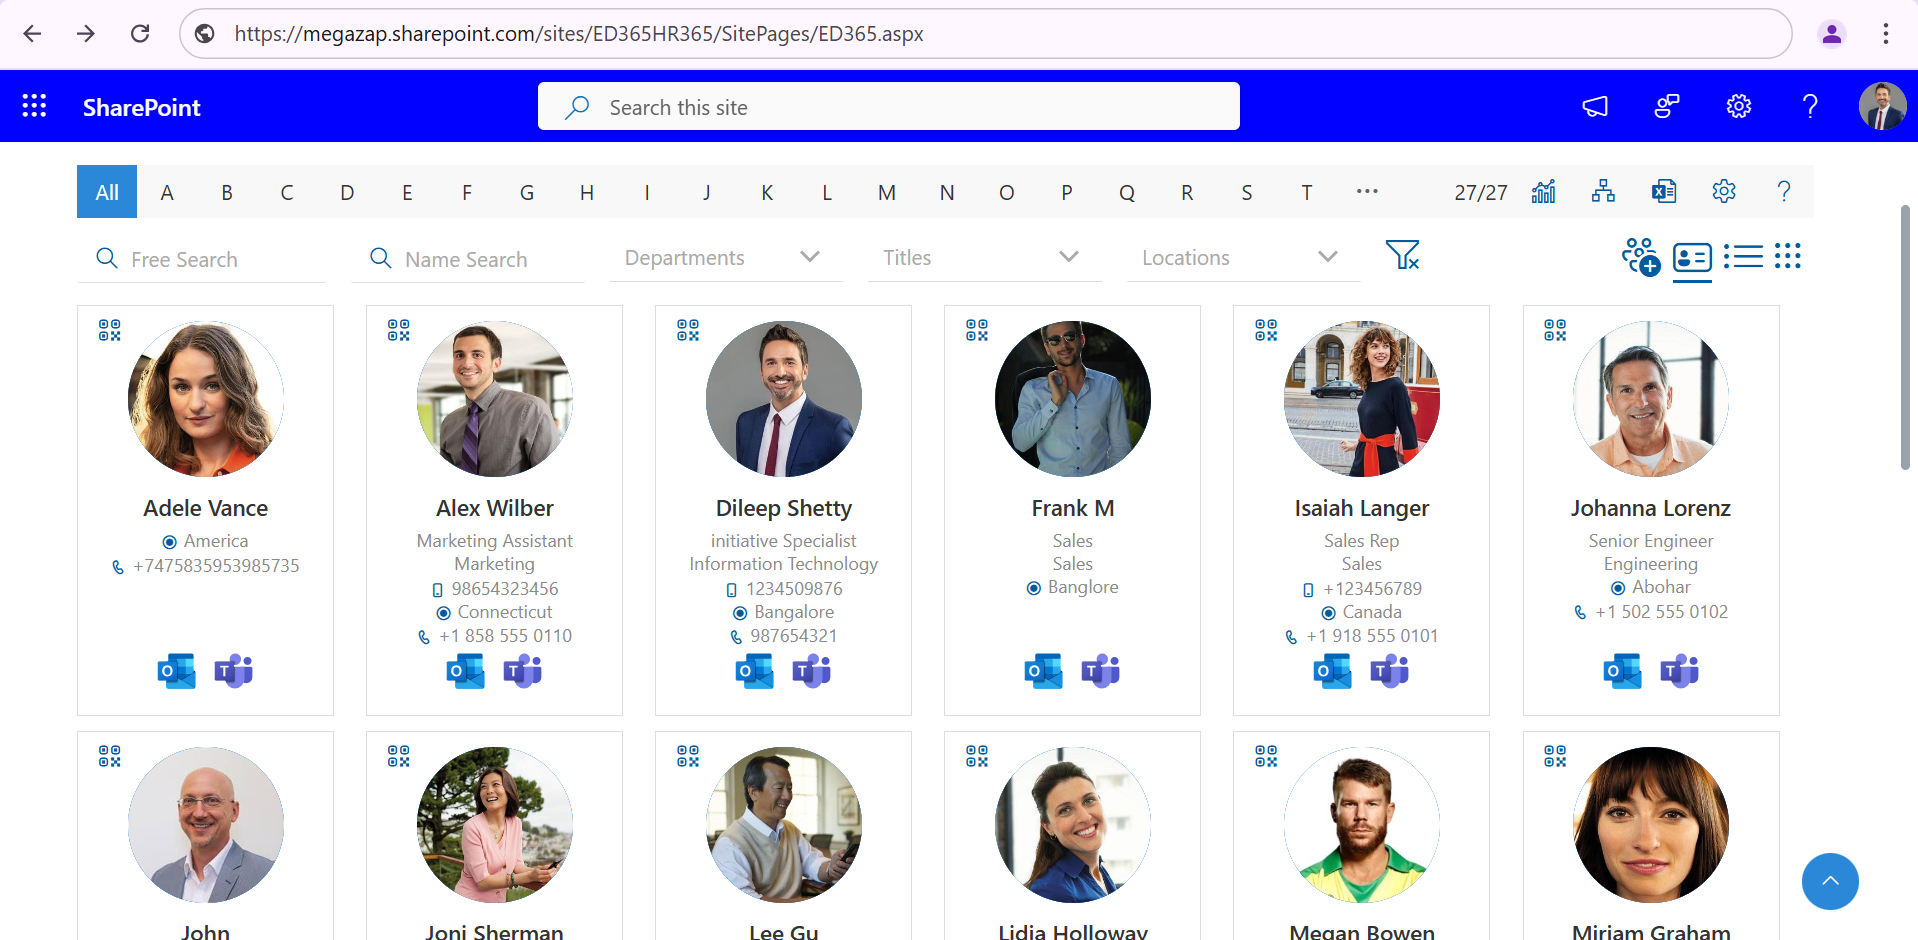 https://megazap.sharepoint.com/sites/ED365HR365/SitePages/ED365.aspx
SharePoint
Search this site
All A B C D E F G H I J K L M N O P Q R S T ··· 27/27
Free Search Name Search Departments Titles Locations
Adele Vance
America
+7475835953985735
Alex Wilber
Marketing Assistant
Marketing
98654323456
Connecticut
+1 858 555 0110
Dileep Shetty
initiative Specialist
Information Technology
1234509876
Bangalore
987654321
Frank M
Sales
Sales
Banglore
Isaiah Langer
Sales Rep
Sales
+123456789
Canada
+1 918 555 0101
Johanna Lorenz
Senior Engineer
Engineering
Abohar
+1 502 555 0102
John
Joni Sherman
Lee Gu
Lidia Holloway
Megan Bowen
Miriam Graham